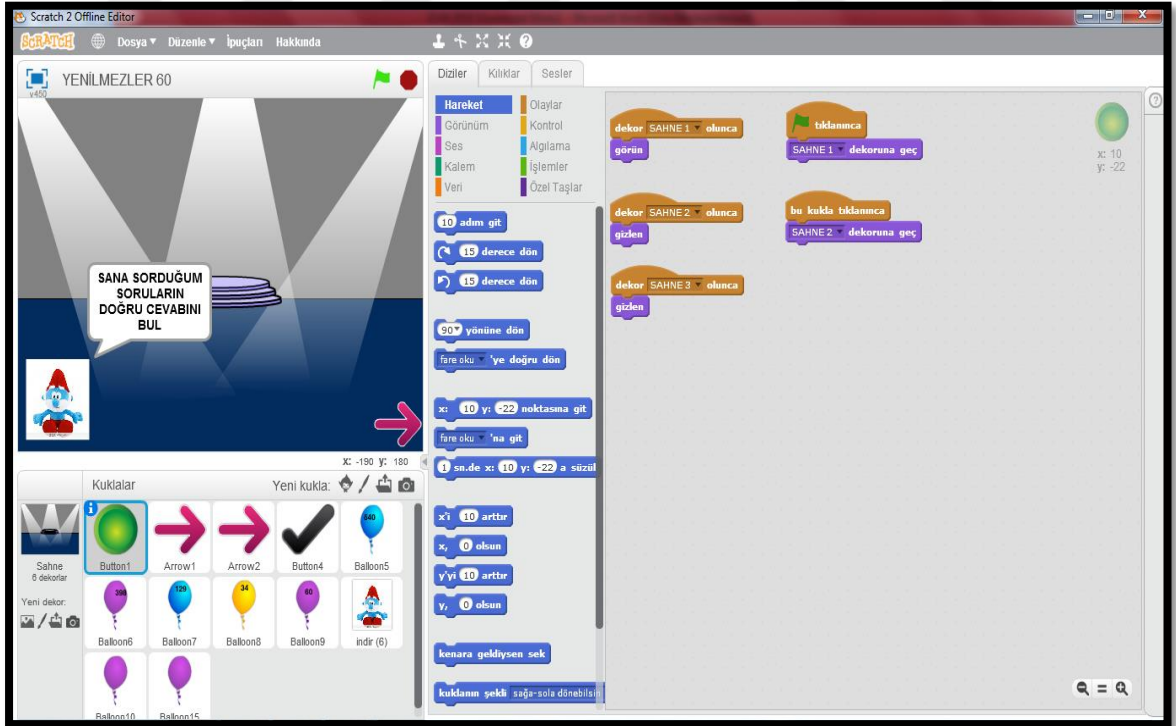 Scratch 2 Offline Editor
SCRATCH Dosya Düzenle İpuçları Hakkında
v450 YENİLMEZLER 60
SANA SORDUĞUM
SORULARIN
DOĞRU CEVABINI
BUL
X: -190 y: 180
Kuklalar Yeni kukla:
Sahne
6 dekorlar
Yeni dekor:
Button1 Arrow1 Arrow2 Button4 Balloon5
640
398 129 34 60
Balloon6 Balloon7 Balloon8 Balloon9 indir (6)
Balloon10 Balloon15
Diziler Kılıklar Sesler
Hareket Olaylar
Görünüm Kontrol
Ses Algılama
Kalem İşlemler
Veri Özel Taşlar
10 adım git
15 derece dön
15 derece dön
90 yönüne dön
fare oku 'ye doğru dön
x: 10 y: -22 noktasına git
fare oku 'na git
1 sn.de x: 10 y: -22 a süzül
x'i 10 arttır
x, 0 olsun
y'yi 10 arttır
y, 0 olsun
kenara geldiysen sek
kuklanın şekli sağa-sola dönebilsin
dekor SAHNE 1 olunca
görün
dekor SAHNE 2 olunca
gizlen
dekor SAHNE 3 olunca
gizlen
tıklanınca
SAHNE 1 dekoruna geç
bu kukla tıklanınca
SAHNE 2 dekoruna geç
x: 10
y: -22